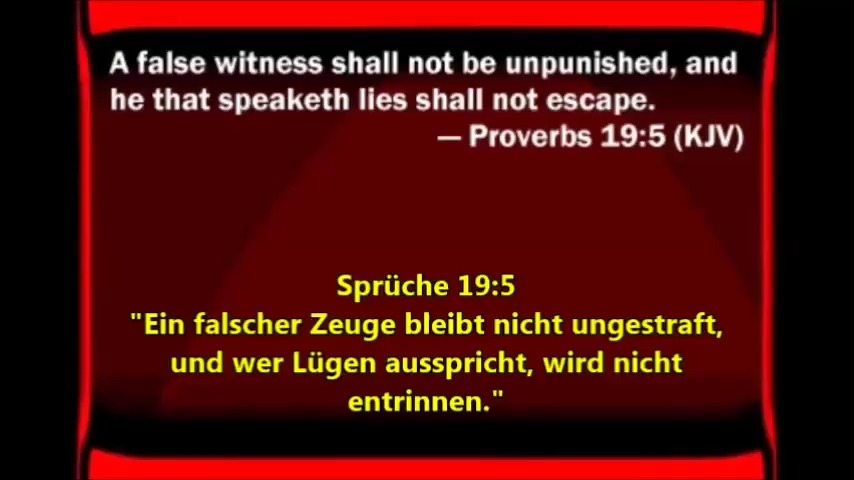 A false witness shall not be unpunished, and
he that speaketh lies shall not escape.
— Proverbs 19:5 (KJV)
Sprüche 19:5
"Ein falscher Zeuge bleibt nicht ungestraft,
und wer Lügen ausspricht, wird nicht
entrinnen."